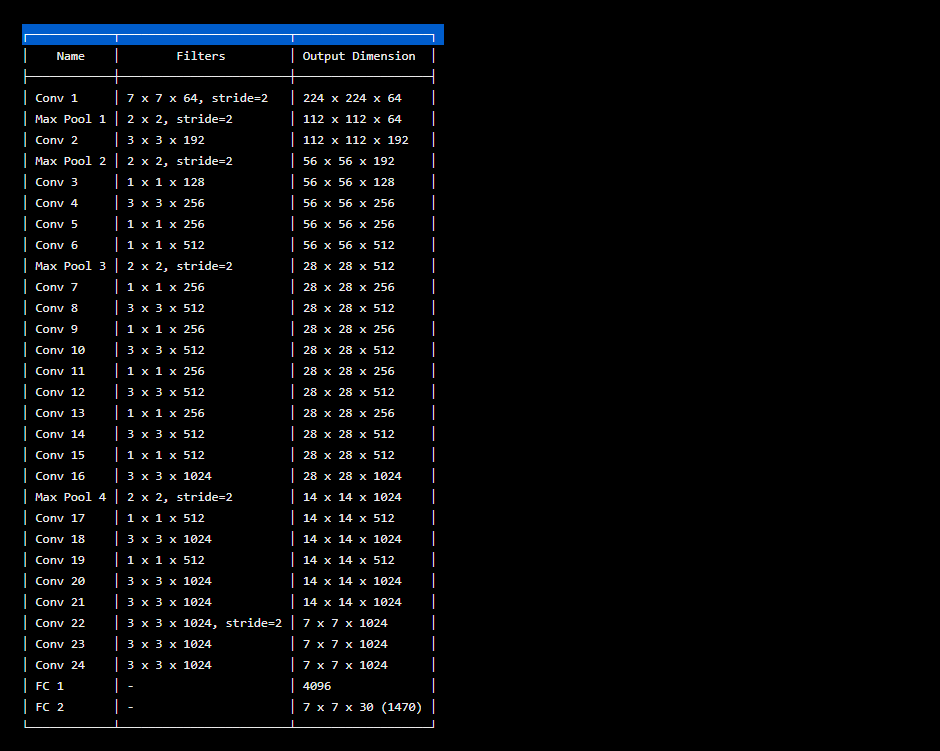 Name Filters Output Dimension
Conv 1 7 x 7 x 64, stride=2 224 x 224 x 64
Max Pool 1 2 x 2, stride=2 112 x 112 x 64
Conv 2 3 x 3 x 192 112 x 112 x 192
Max Pool 2 2 x 2, stride=2 56 x 56 x 192
Conv 3 1 x 1 x 128 56 x 56 x 128
Conv 4 3 x 3 x 256 56 x 56 x 256
Conv 5 1 x 1 x 256 56 x 56 x 256
Conv 6 1 x 1 x 512 56 x 56 x 512
Max Pool 3 2 x 2, stride=2 28 x 28 x 512
Conv 7 1 x 1 x 256 28 x 28 x 256
Conv 8 3 x 3 x 512 28 x 28 x 512
Conv 9 1 x 1 x 256 28 x 28 x 256
Conv 10 3 x 3 x 512 28 x 28 x 512
Conv 11 1 x 1 x 256 28 x 28 x 256
Conv 12 3 x 3 x 512 28 x 28 x 512
Conv 13 1 x 1 x 256 28 x 28 x 256
Conv 14 3 x 3 x 512 28 x 28 x 512
Conv 15 1 x 1 x 512 28 x 28 x 512
Conv 16 3 x 3 x 1024 28 x 28 x 1024
Max Pool 4 2 x 2, stride=2 14 x 14 x 1024
Conv 17 1 x 1 x 512 14 x 14 x 512
Conv 18 3 x 3 x 1024 14 x 14 x 1024
Conv 19 1 x 1 x 512 14 x 14 x 512
Conv 20 3 x 3 x 1024 14 x 14 x 1024
Conv 21 3 x 3 x 1024 14 x 14 x 1024
Conv 22 3 x 3 x 1024, stride=2 7 x 7 x 1024
Conv 23 3 x 3 x 1024 7 x 7 x 1024
Conv 24 3 x 3 x 1024 7 x 7 x 1024
FC 1 - 4096
FC 2 - 7 x 7 x 30 (1470)